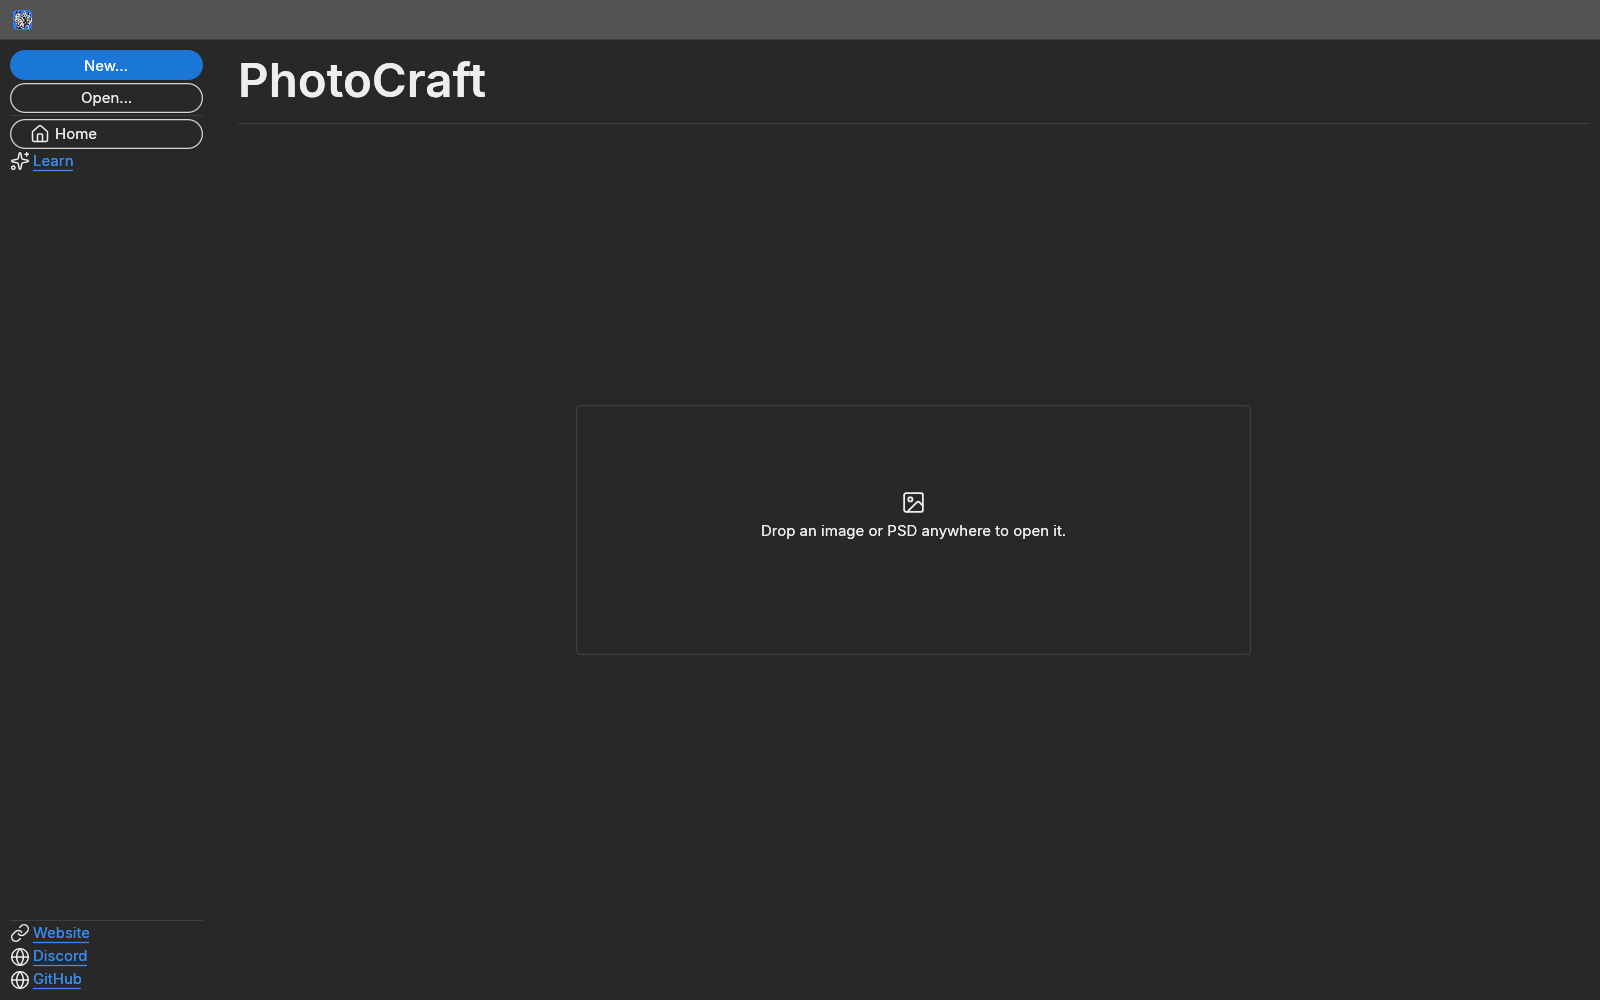 New...
Open...
Home
Learn
PhotoCraft
Drop an image or PSD anywhere to open it.
Website
Discord
GitHub